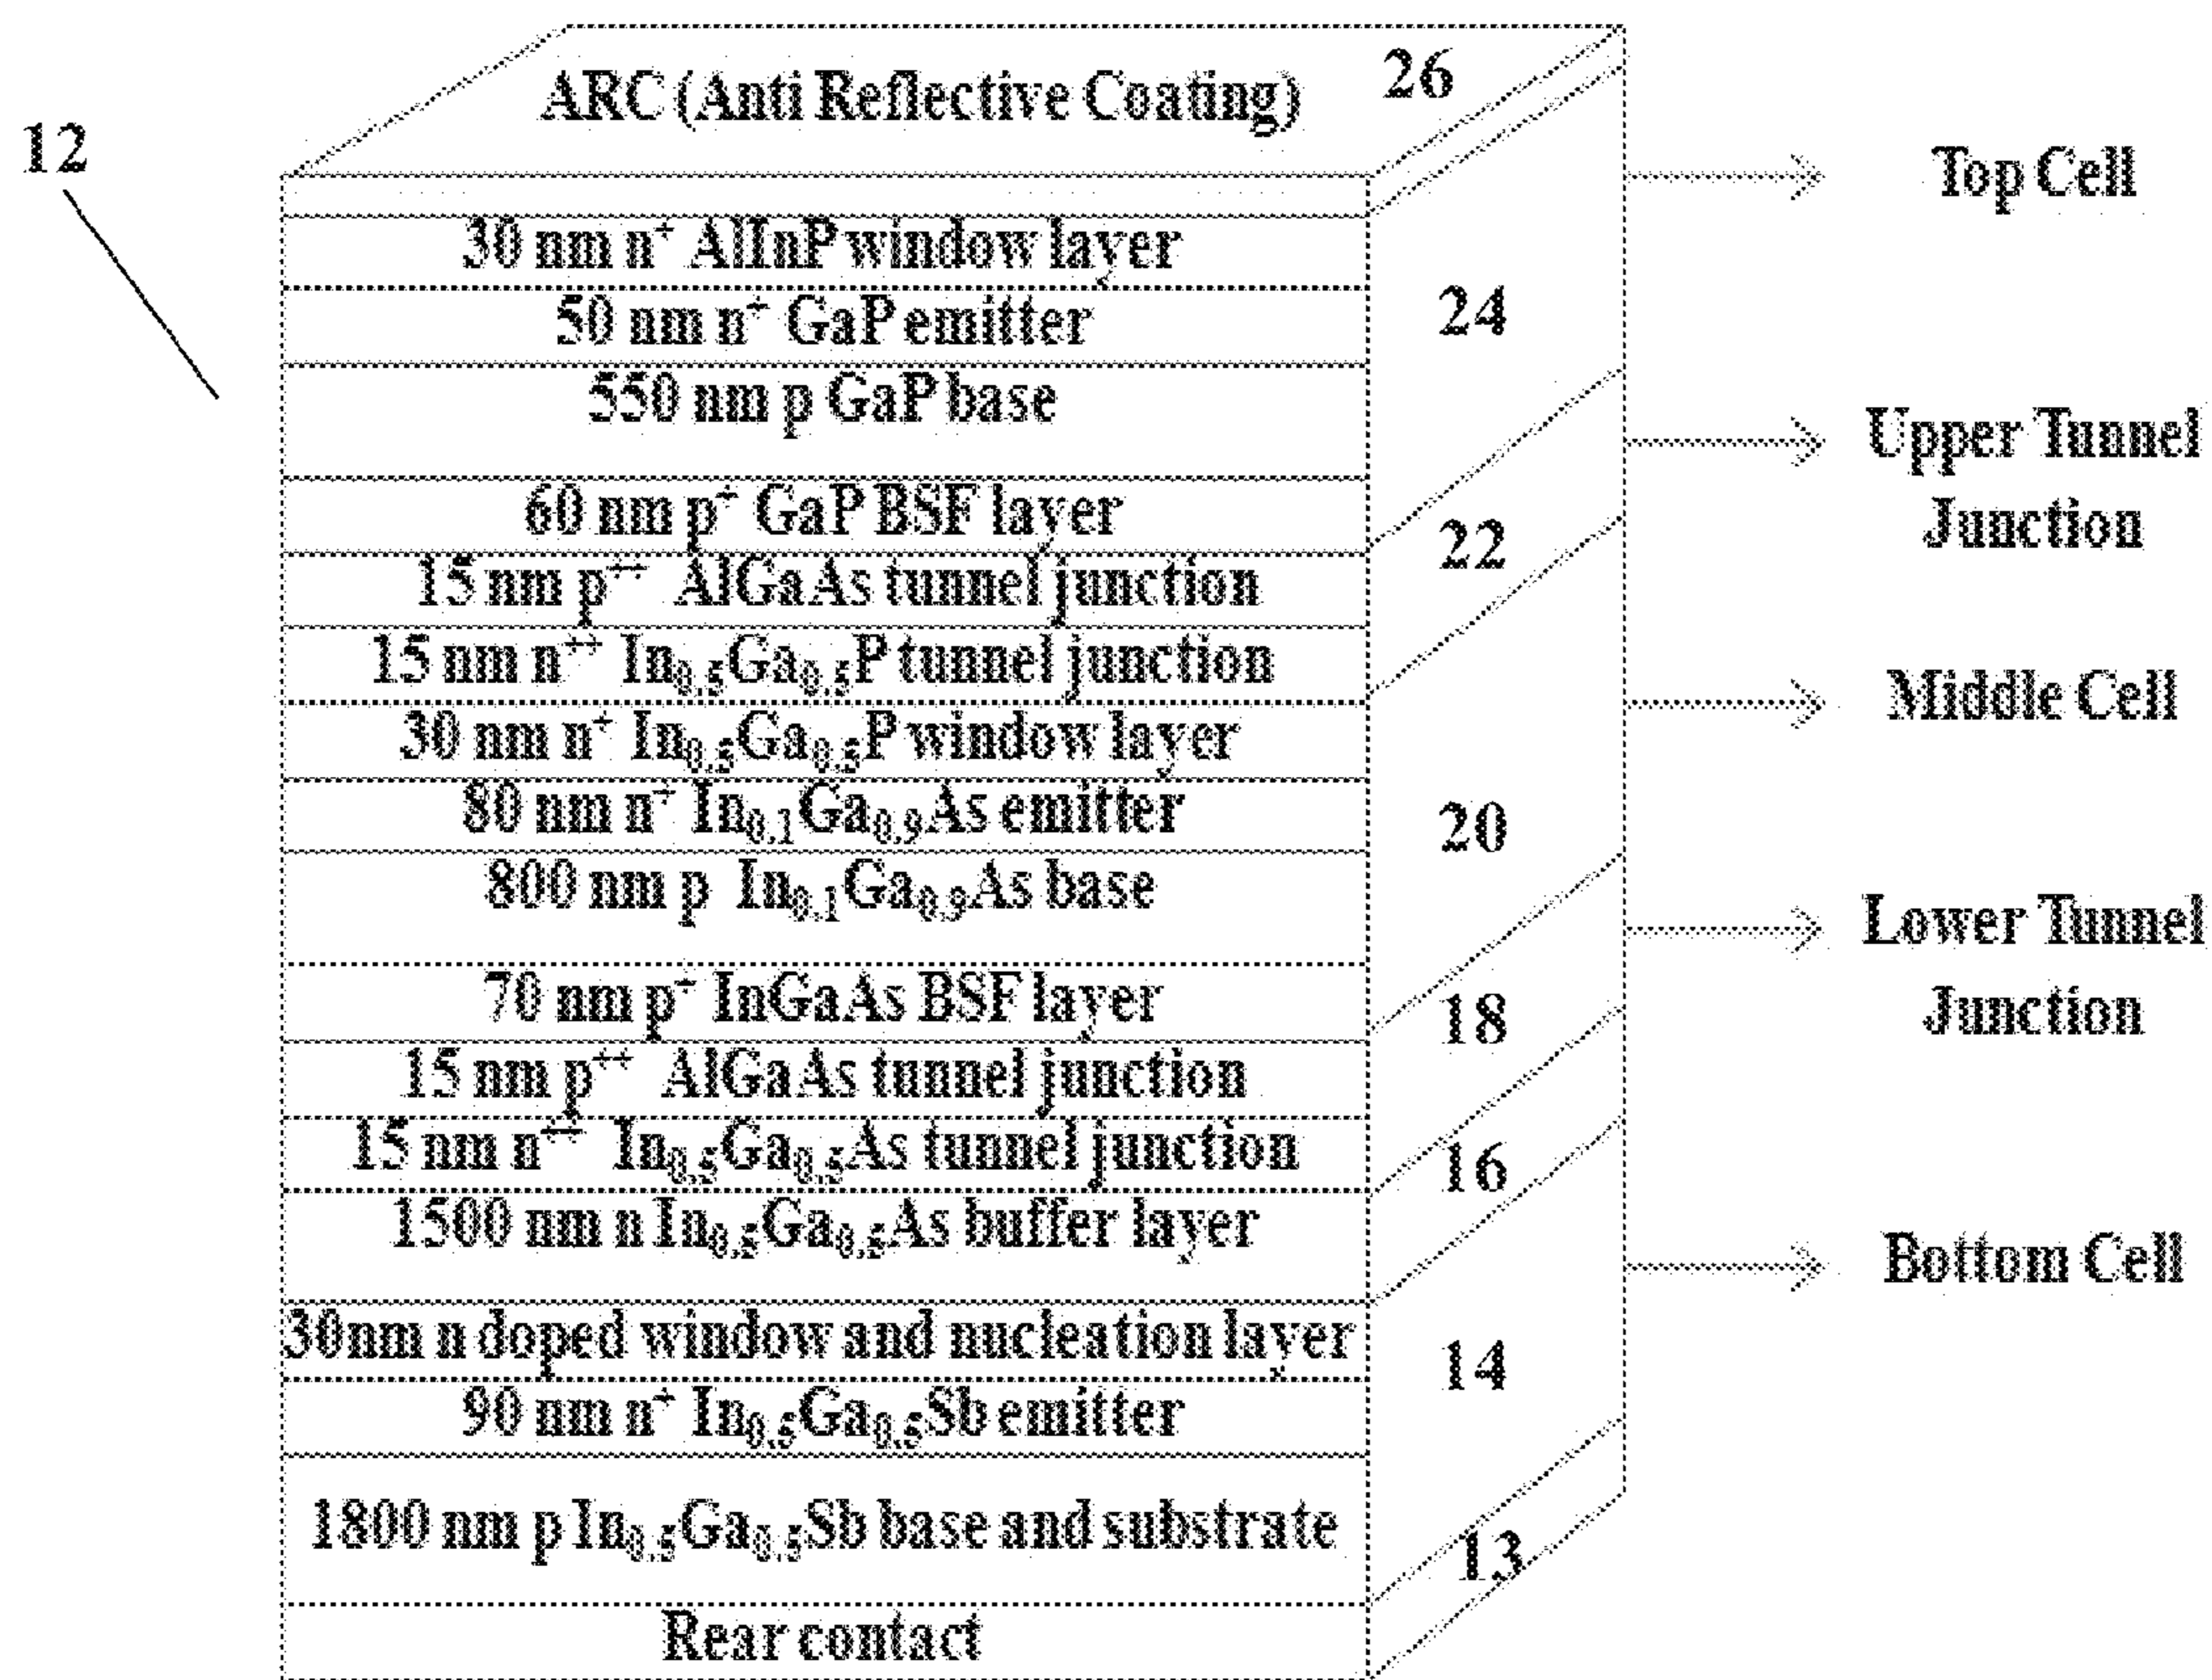 ARC (Anti Reflective Coating)
26
12
Top Cell
30 nm n⁺ AlInP window layer
50 nm n⁺ GaP emitter
24
550 nm p GaP base
Upper Tunnel
Junction
60 nm p⁺ GaP BSF layer
22
15 nm p⁺⁺ AlGaAs tunnel junction
15 nm n⁺⁺ In₀.₅Ga₀.₅P tunnel junction
Middle Cell
30 nm n⁺ In₀.₅Ga₀.₅P window layer
80 nm n⁺ In₀.₁Ga₀.₉As emitter
20
800 nm p In₀.₁Ga₀.₉As base
Lower Tunnel
Junction
70 nm p⁺ InGaAs BSF layer
18
15 nm p⁺⁺ AlGaAs tunnel junction
15 nm n⁺⁺ In₀.₅Ga₀.₅As tunnel junction
16
1500 nm n In₀.₅Ga₀.₅As buffer layer
Bottom Cell
30nm n doped window and nucleation layer
14
90 nm n⁺ In₀.₅Ga₀.₅Sb emitter
1800 nm p In₀.₅Ga₀.₅Sb base and substrate
13
Rear contact